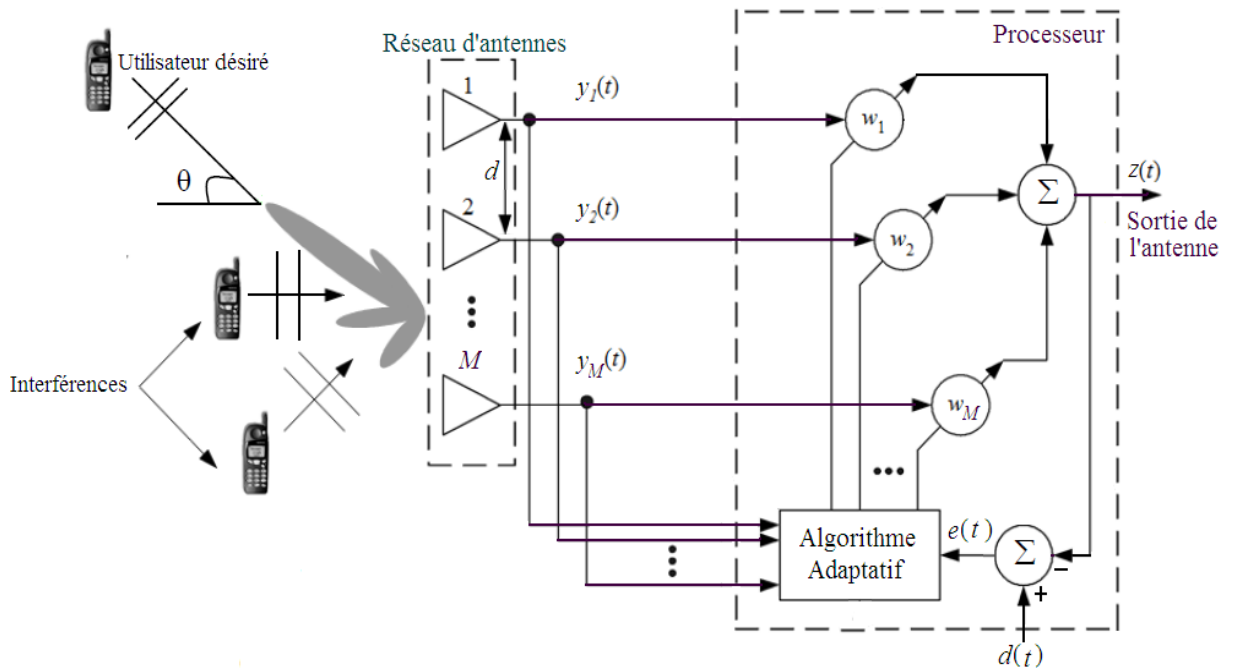 Utilisateur désiré
θ
Interférences
Réseau d'antennes
1
d
2
M
y1(t)
y2(t)
yM(t)
Processeur
w1
w2
wM
Σ
z(t)
Sortie de
l'antenne
Algorithme
Adaptatif
e(t)
Σ
−
+
d(t)